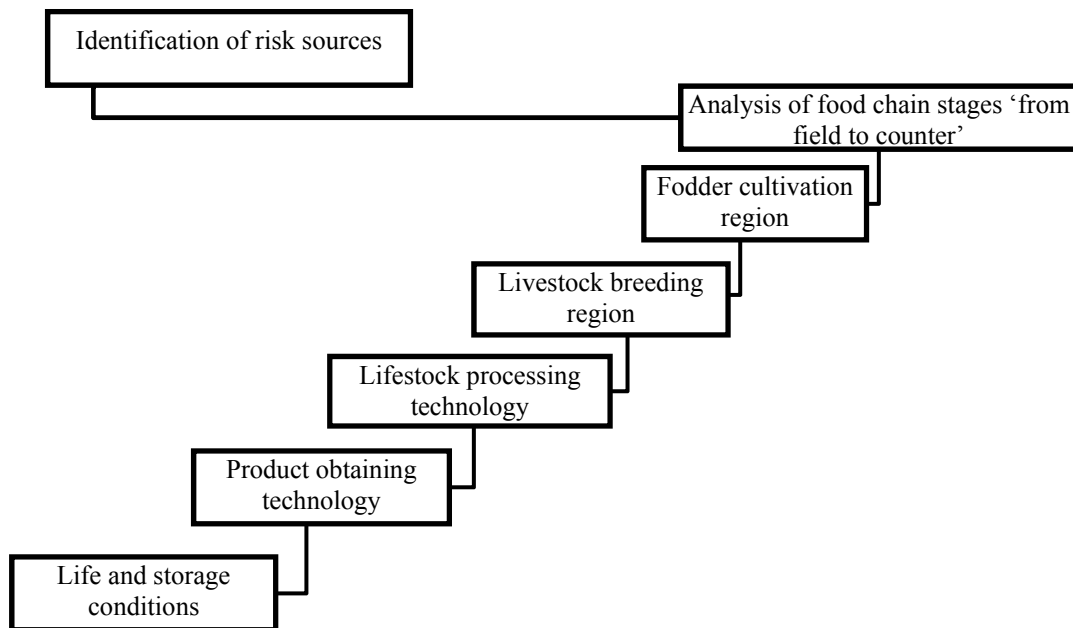 Identification of risk sources
Analysis of food chain stages ‘from
field to counter’
Fodder cultivation
region
Livestock breeding
region
Lifestock processing
technology
Product obtaining
technology
Life and storage
conditions